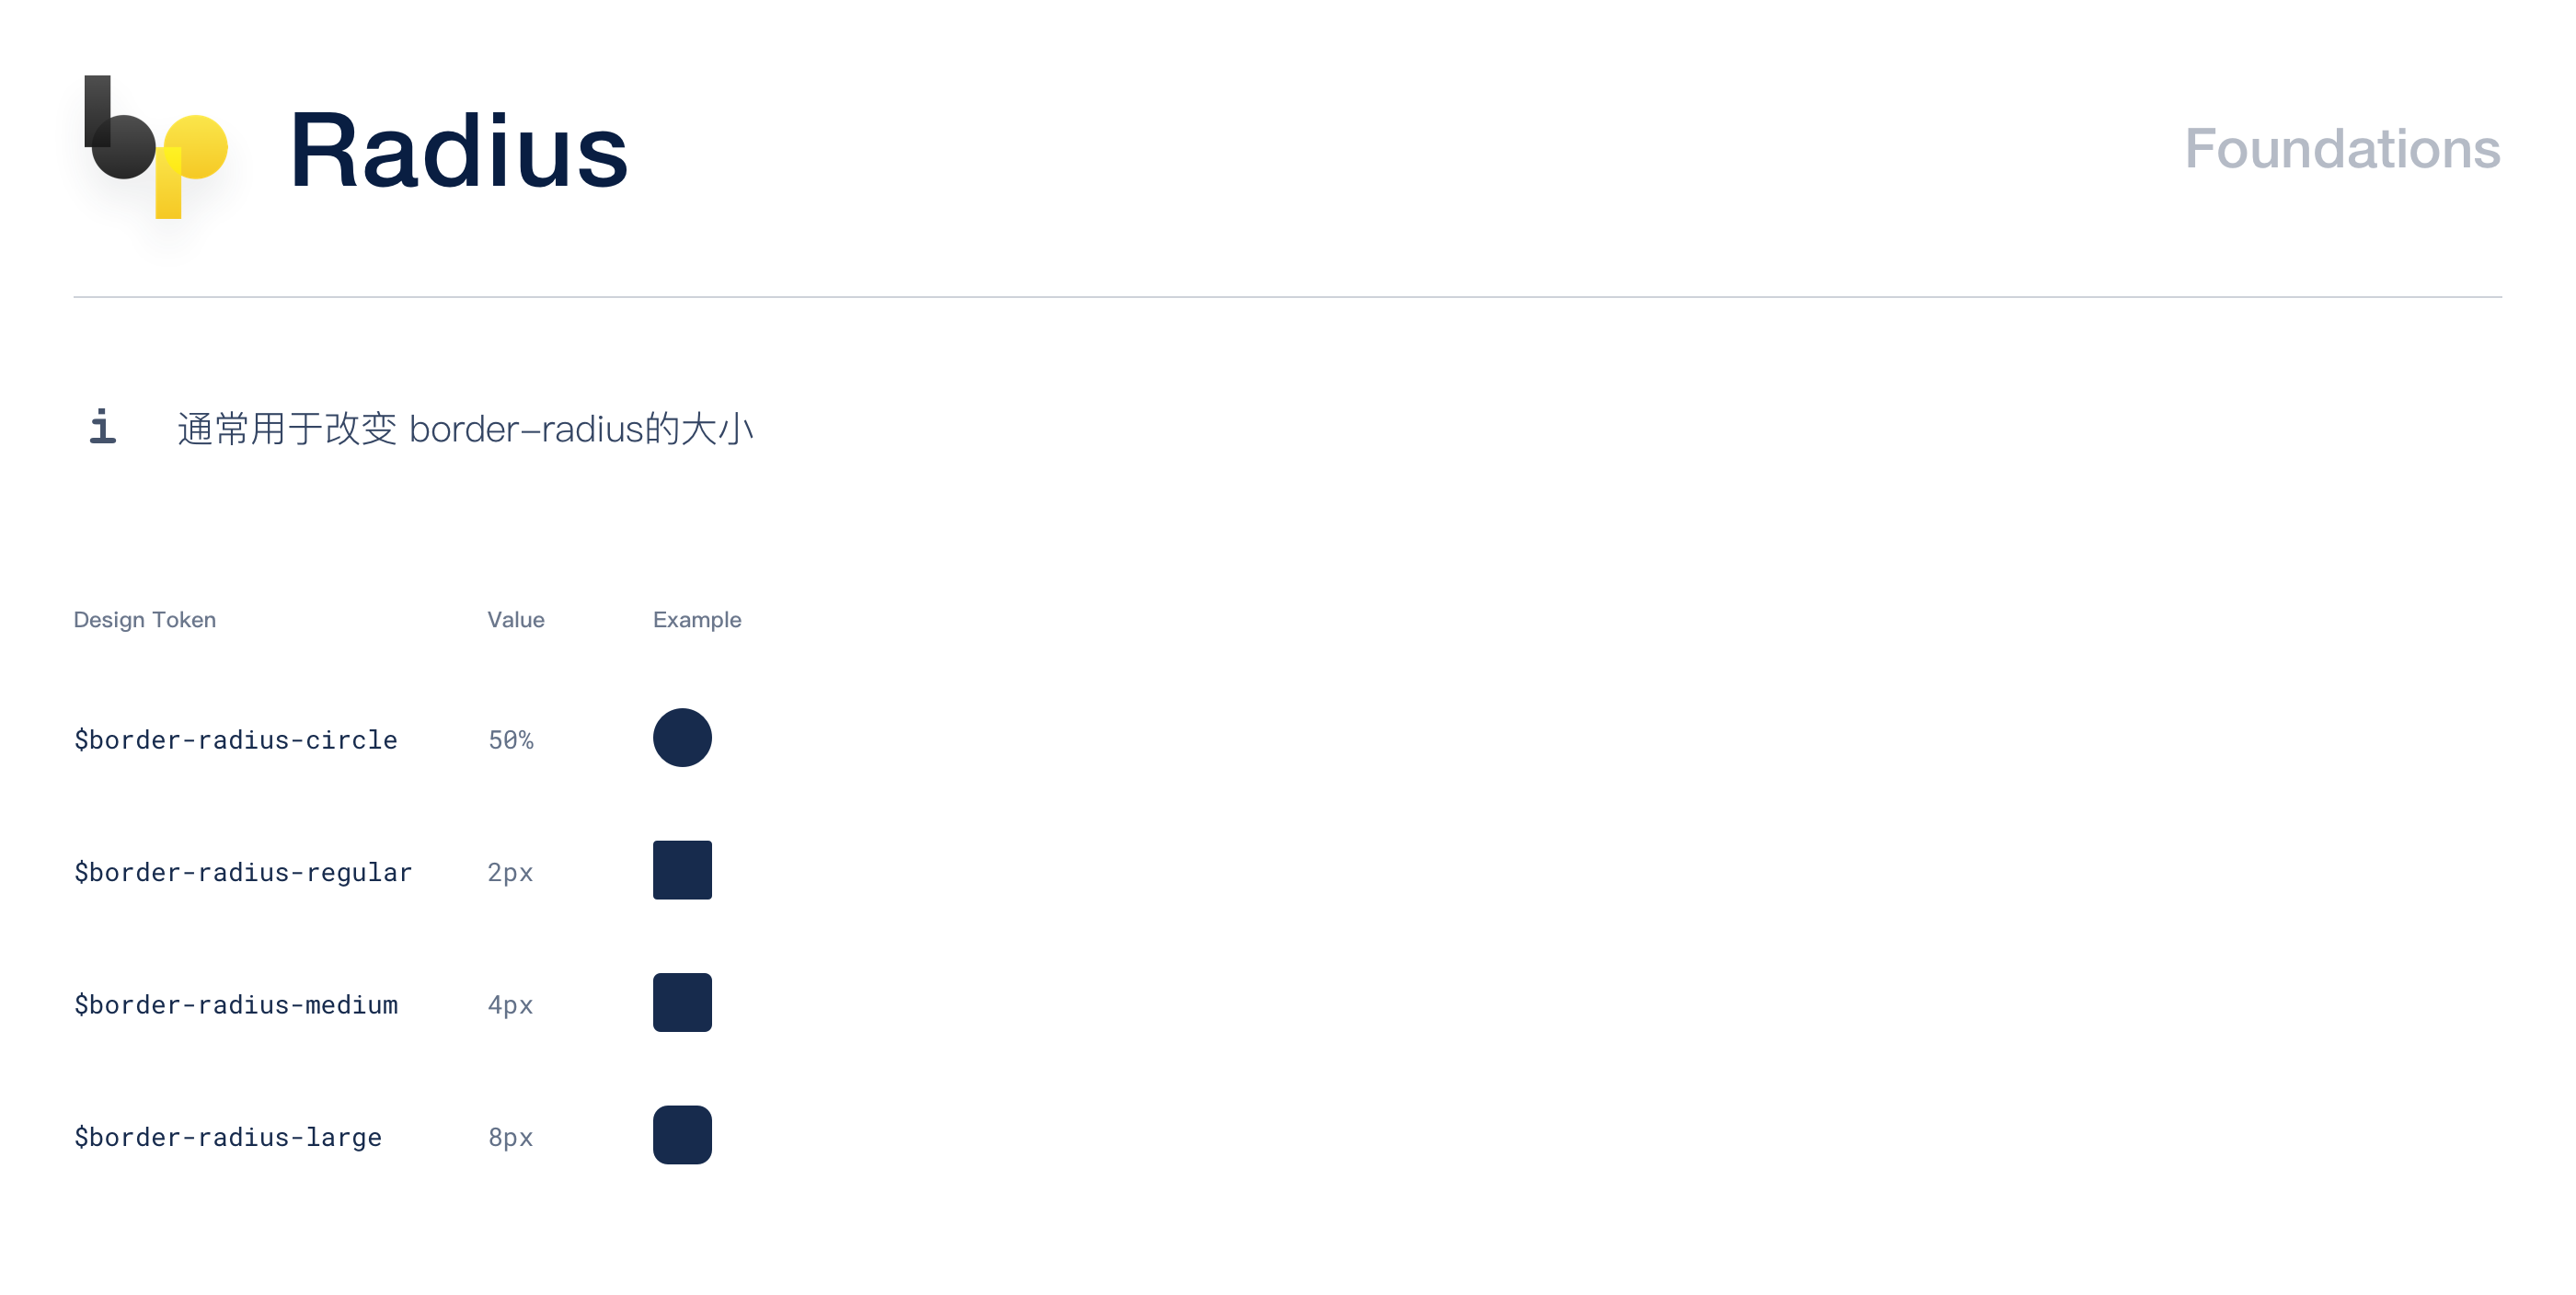 bp
Radius
Foundations
i 通常用于改变 border-radius的大小
Design Token Value Example
$border-radius-circle 50%
$border-radius-regular 2px
$border-radius-medium 4px
$border-radius-large 8px